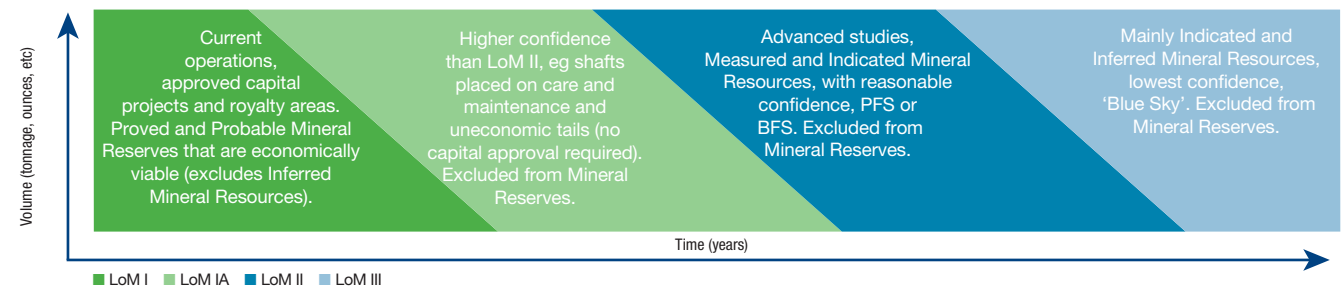 Volume (tonnage, ounces, etc)
Current
operations,
approved capital
projects and royalty areas.
Proved and Probable Mineral
Reserves that are economically
viable (excludes Inferred
Mineral Resources).
Higher confidence
than LoM II, eg shafts
placed on care and
maintenance and
uneconomic tails (no
capital approval required).
Excluded from Mineral
Reserves.
Advanced studies,
Measured and Indicated Mineral
Resources, with reasonable
confidence, PFS or
BFS. Excluded from
Mineral Reserves.
Mainly Indicated and
Inferred Mineral Resources,
lowest confidence,
‘Blue Sky’. Excluded from
Mineral Reserves.
Time (years)
LoM I LoM IA LoM II LoM III